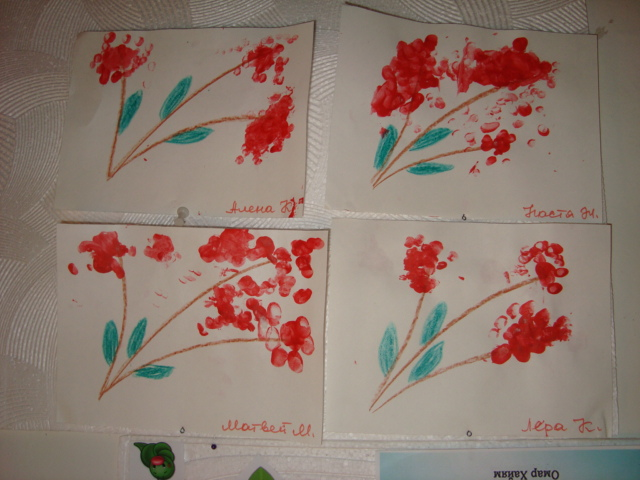 Алена К.
Настя Н.
Матвей М.
Лера К.
Омар Хайям